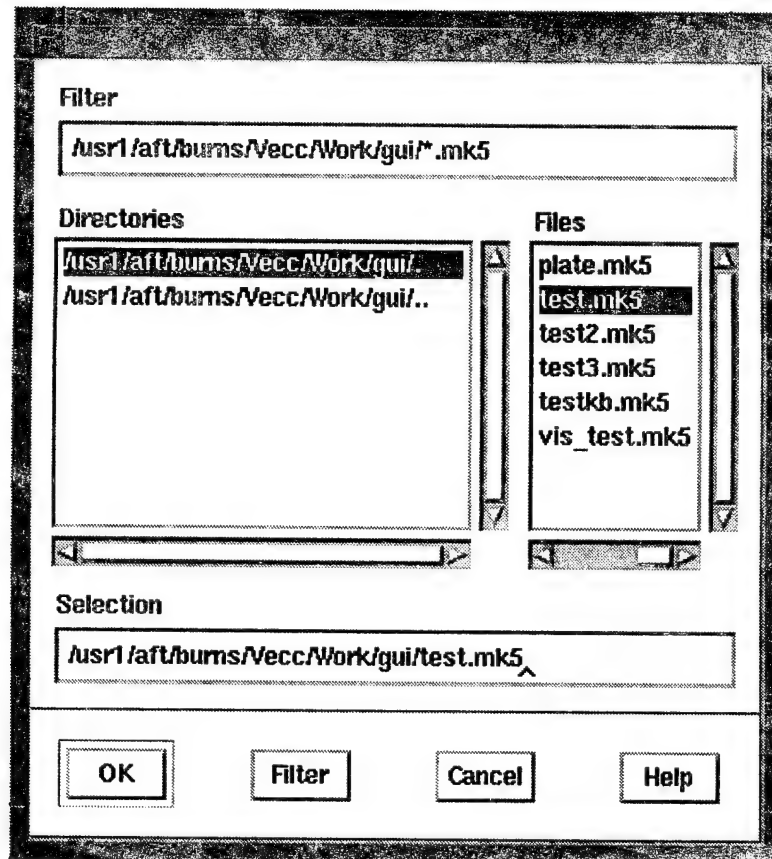 Filter
/usr1/aft/burns/Vecc/Work/gui/*.mk5
Directories
/usr1/aft/burns/Vecc/Work/gui/.
/usr1/aft/burns/Vecc/Work/gui/..
Files
plate.mk5
test.mk5
test2.mk5
test3.mk5
testkb.mk5
vis_test.mk5
Selection
/usr1/aft/burns/Vecc/Work/gui/test.mk5
OK Filter Cancel Help